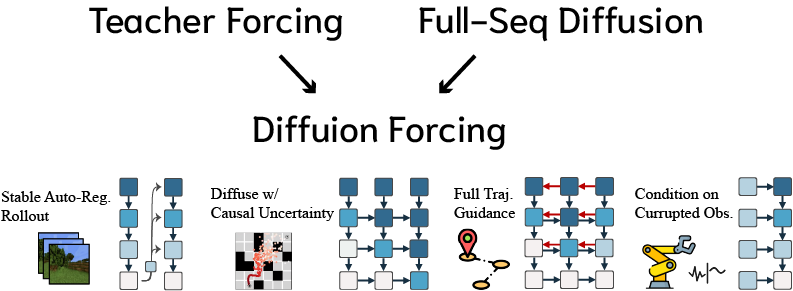 Teacher Forcing
Full-Seq Diffusion
Diffuion Forcing
Stable Auto-Reg.
Rollout
Diffuse w/
Causal Uncertainty
Full Traj.
Guidance
Condition on
Currupted Obs.